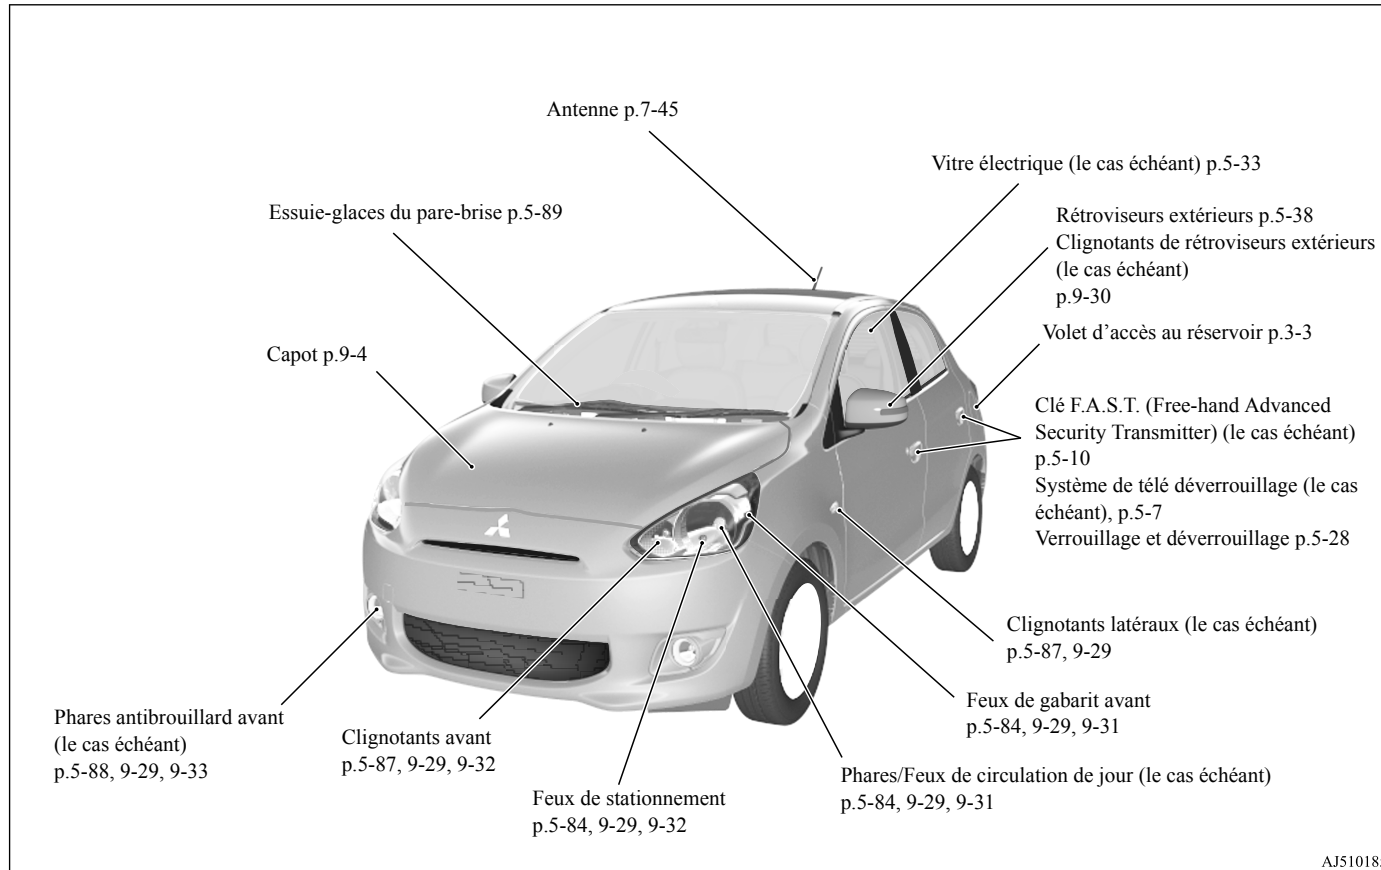 Antenne p.7-45
Vitre électrique (le cas échéant) p.5-33
Essuie-glaces du pare-brise p.5-89
Rétroviseurs extérieurs p.5-38
Clignotants de rétroviseurs extérieurs
(le cas échéant)
p.9-30
Volet d’accès au réservoir p.3-3
Capot p.9-4
Clé F.A.S.T. (Free-hand Advanced
Security Transmitter) (le cas échéant)
p.5-10
Système de télé déverrouillage (le cas
échéant), p.5-7
Verrouillage et déverrouillage p.5-28
Clignotants latéraux (le cas échéant)
p.5-87, 9-29
Feux de gabarit avant
p.5-84, 9-29, 9-31
Phares antibrouillard avant
(le cas échéant)
p.5-88, 9-29, 9-33
Clignotants avant
p.5-87, 9-29, 9-32
Phares/Feux de circulation de jour (le cas échéant)
p.5-84, 9-29, 9-31
Feux de stationnement
p.5-84, 9-29, 9-32